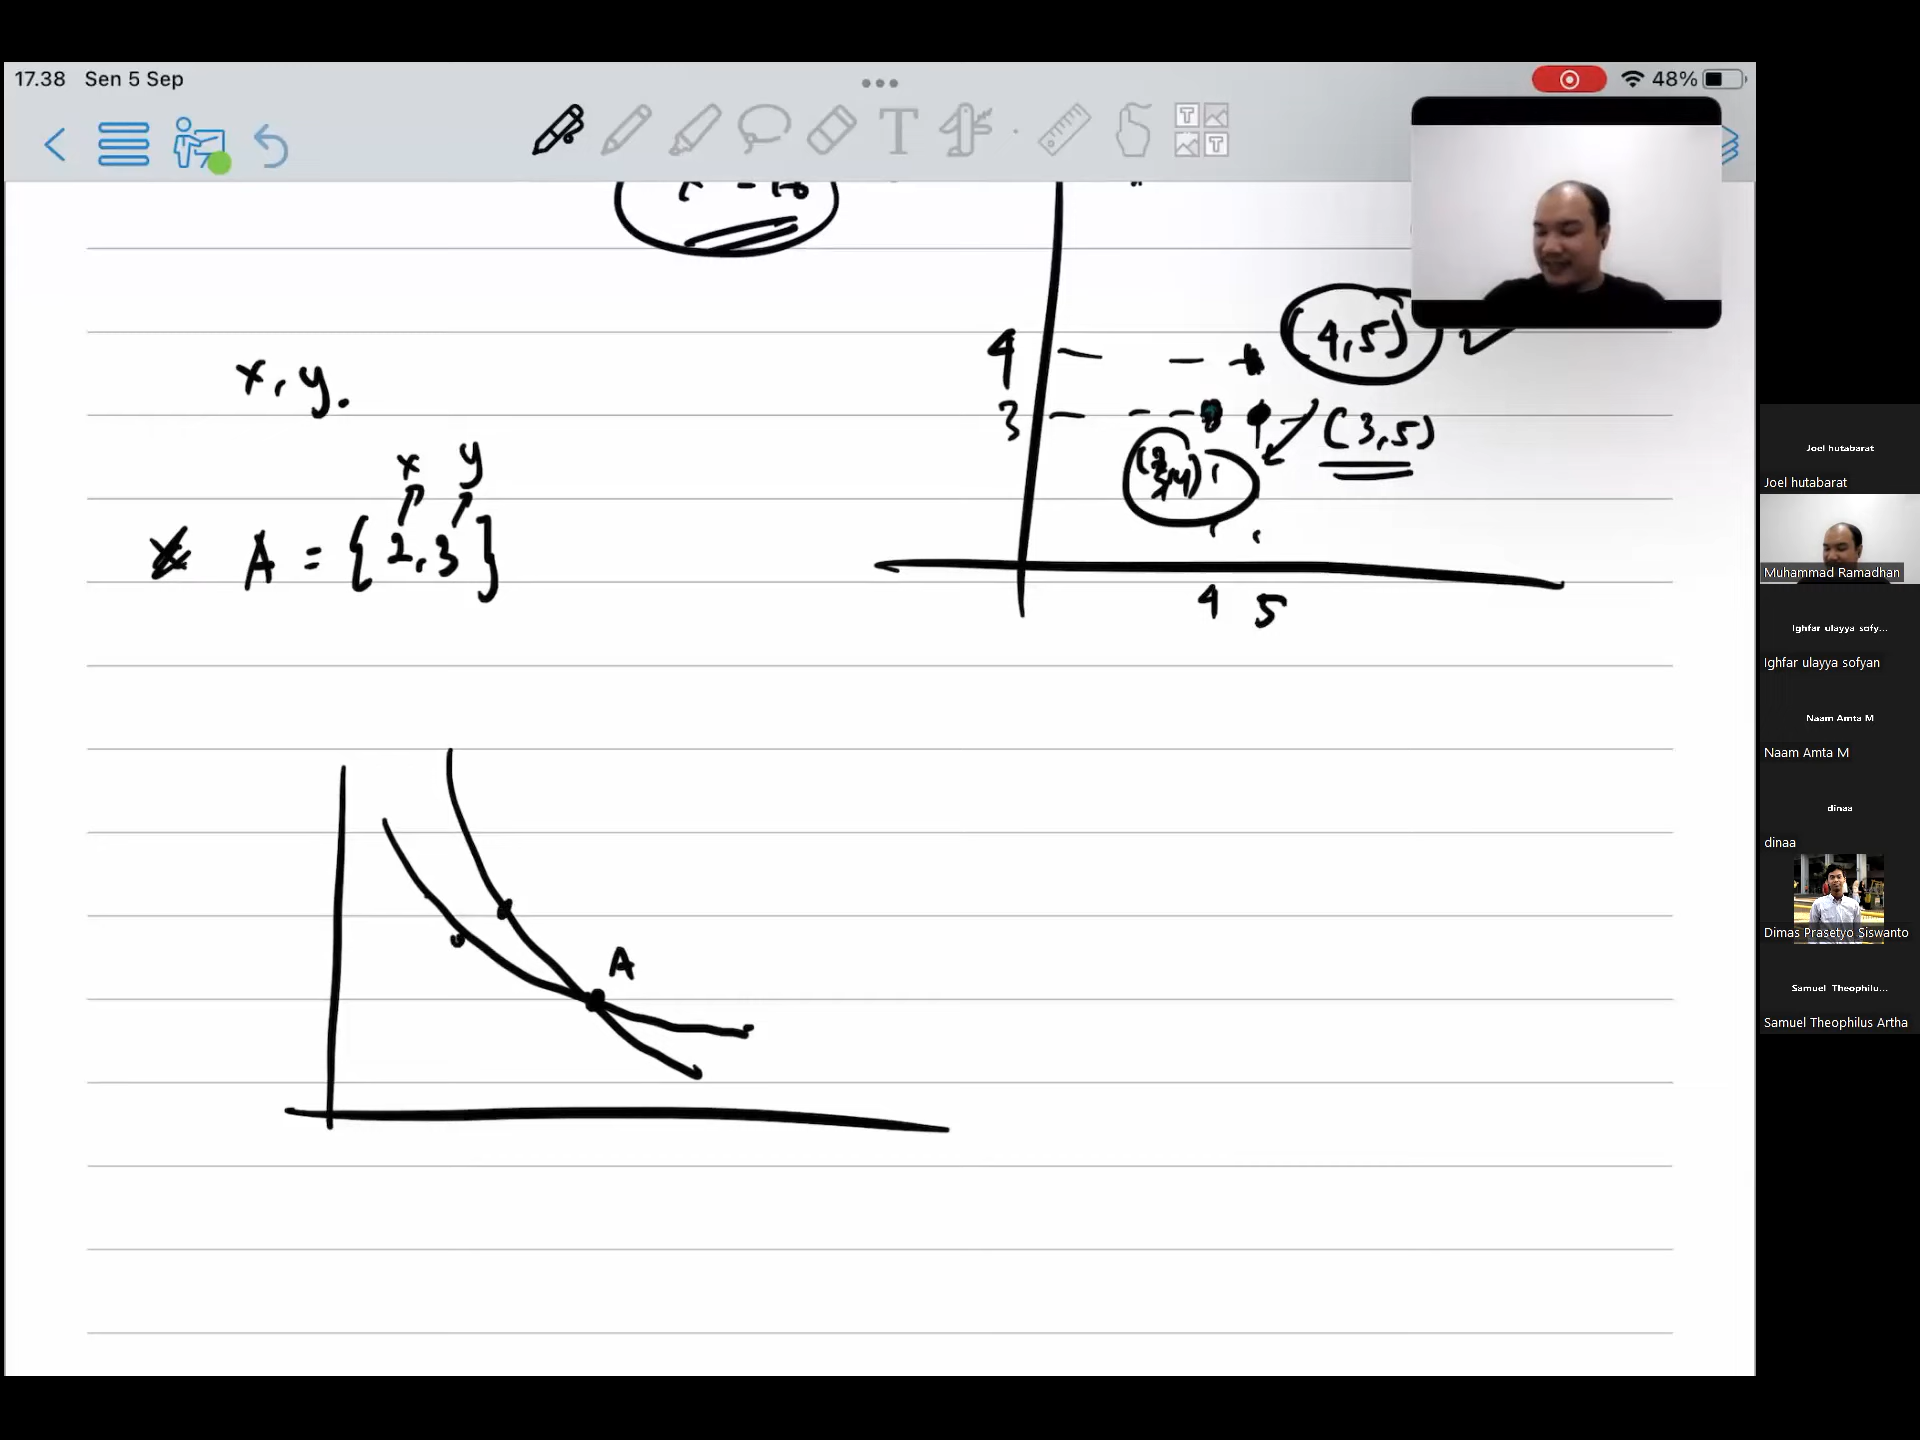 17.38 Sen 5 Sep
48%
T
T
T
x, y.
x y
A = {2,3}
4
(4,5)
3
(3,5)
4 5
A
Joel hutabarat
Joel hutabarat
Muhammad Ramadhan
Ighfar ulayya sofy...
Ighfar ulayya sofyan
Naam Amta M
Naam Amta M
dinaa
dinaa
Dimas Prasetyo Siswanto
Samuel Theophilu...
Samuel Theophilus Artha